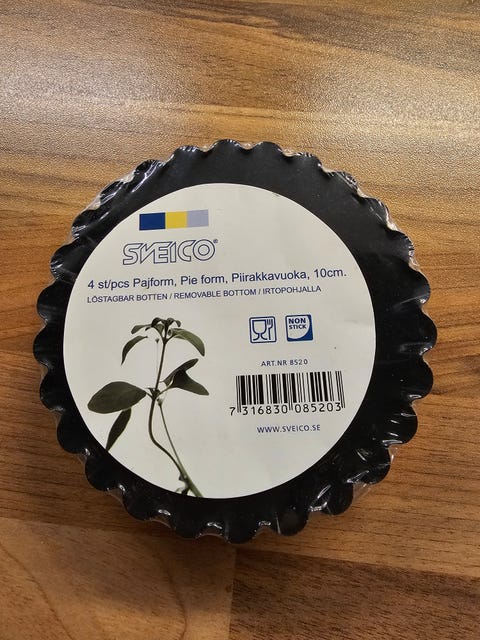 SVEICO®
4 st/pcs Pajform, Pie form, Piirakkavuoka, 10cm.
LÖSTAGBAR BOTTEN / REMOVABLE BOTTOM / IRTOPOHJALLA
NON
STICK
ART.NR 8520
7 316830 085203
WWW.SVEICO.SE